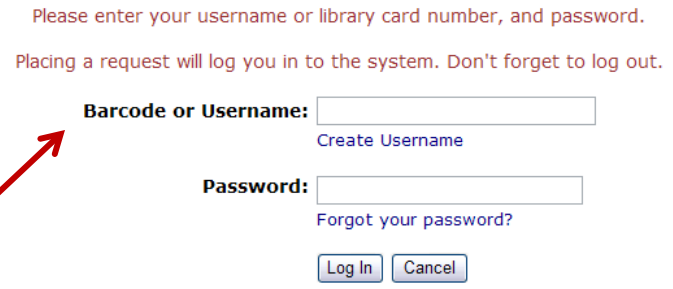 Please enter your username or library card number, and password.
Placing a request will log you in to the system. Don't forget to log out.
Barcode or Username:
Create Username
Password:
Forgot your password?
Log In Cancel